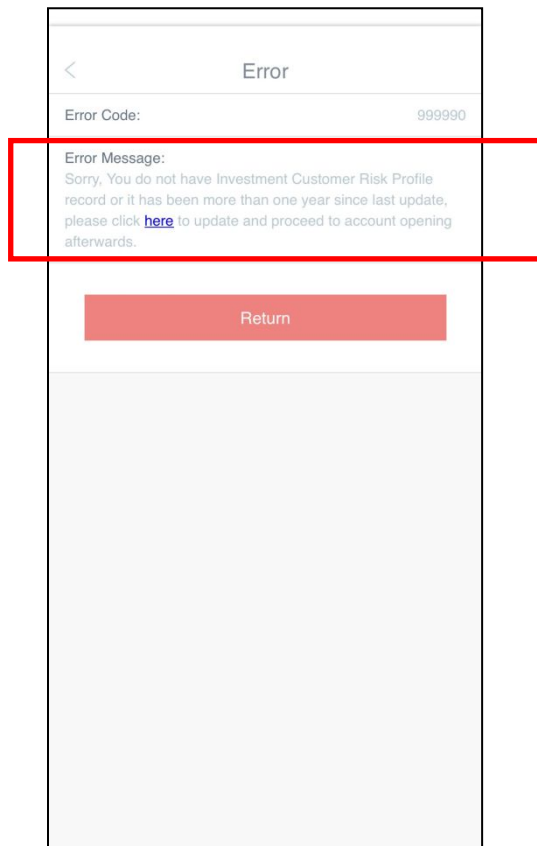 Error
Error Code: 999990
Error Message:
Sorry, You do not have Investment Customer Risk Profile
record or it has been more than one year since last update,
please click here to update and proceed to account opening
afterwards.
Return